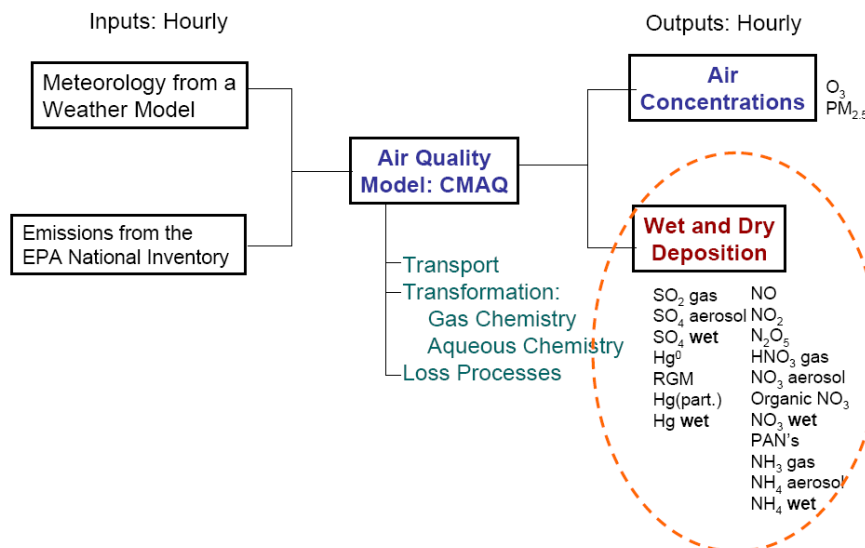 Inputs: Hourly
Outputs: Hourly
Meteorology from a
Weather Model
Emissions from the
EPA National Inventory
Air Quality
Model: CMAQ
Transport
Transformation:
Gas Chemistry
Aqueous Chemistry
Loss Processes
Air
Concentrations
O₃
PM₂.₅
Wet and Dry
Deposition
SO₂ gas
SO₄ aerosol
SO₄ wet
Hg⁰
RGM
Hg(part.)
Hg wet
NO
NO₂
N₂O₅
HNO₃ gas
NO₃ aerosol
Organic NO₃
NO₃ wet
PAN's
NH₃ gas
NH₄ aerosol
NH₄ wet